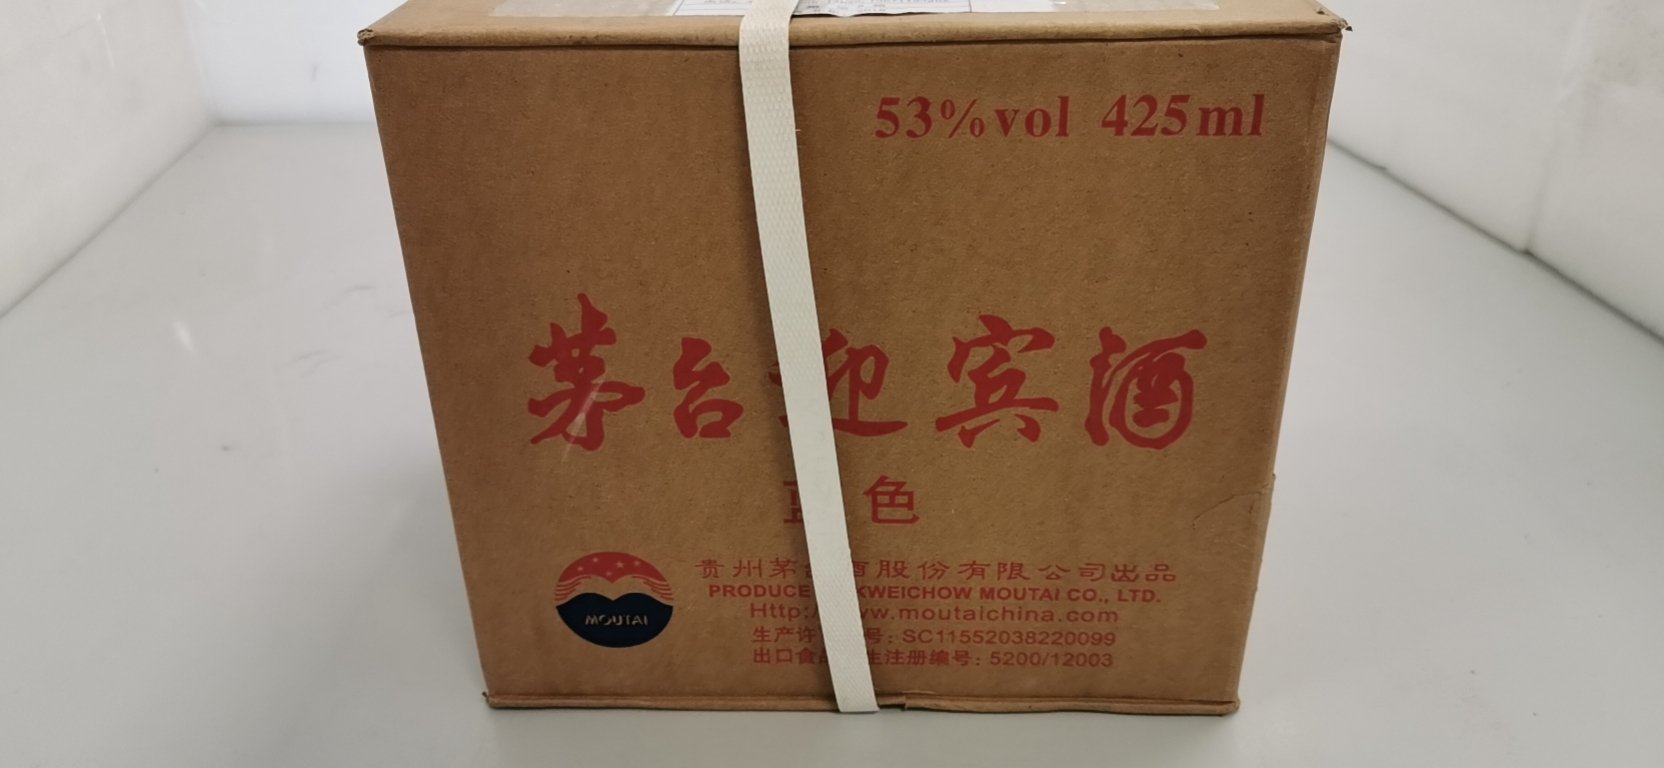 53%vol 425ml
茅台迎宾酒
色
MOUTAI
贵州茅 酒股份有限公司出品
PRODUCE KWEICHOW MOUTAI CO., LTD.
Http:/ w.moutaichina.com
生产许 号: SC11552038220099
出口食 生注册编号: 5200/12003